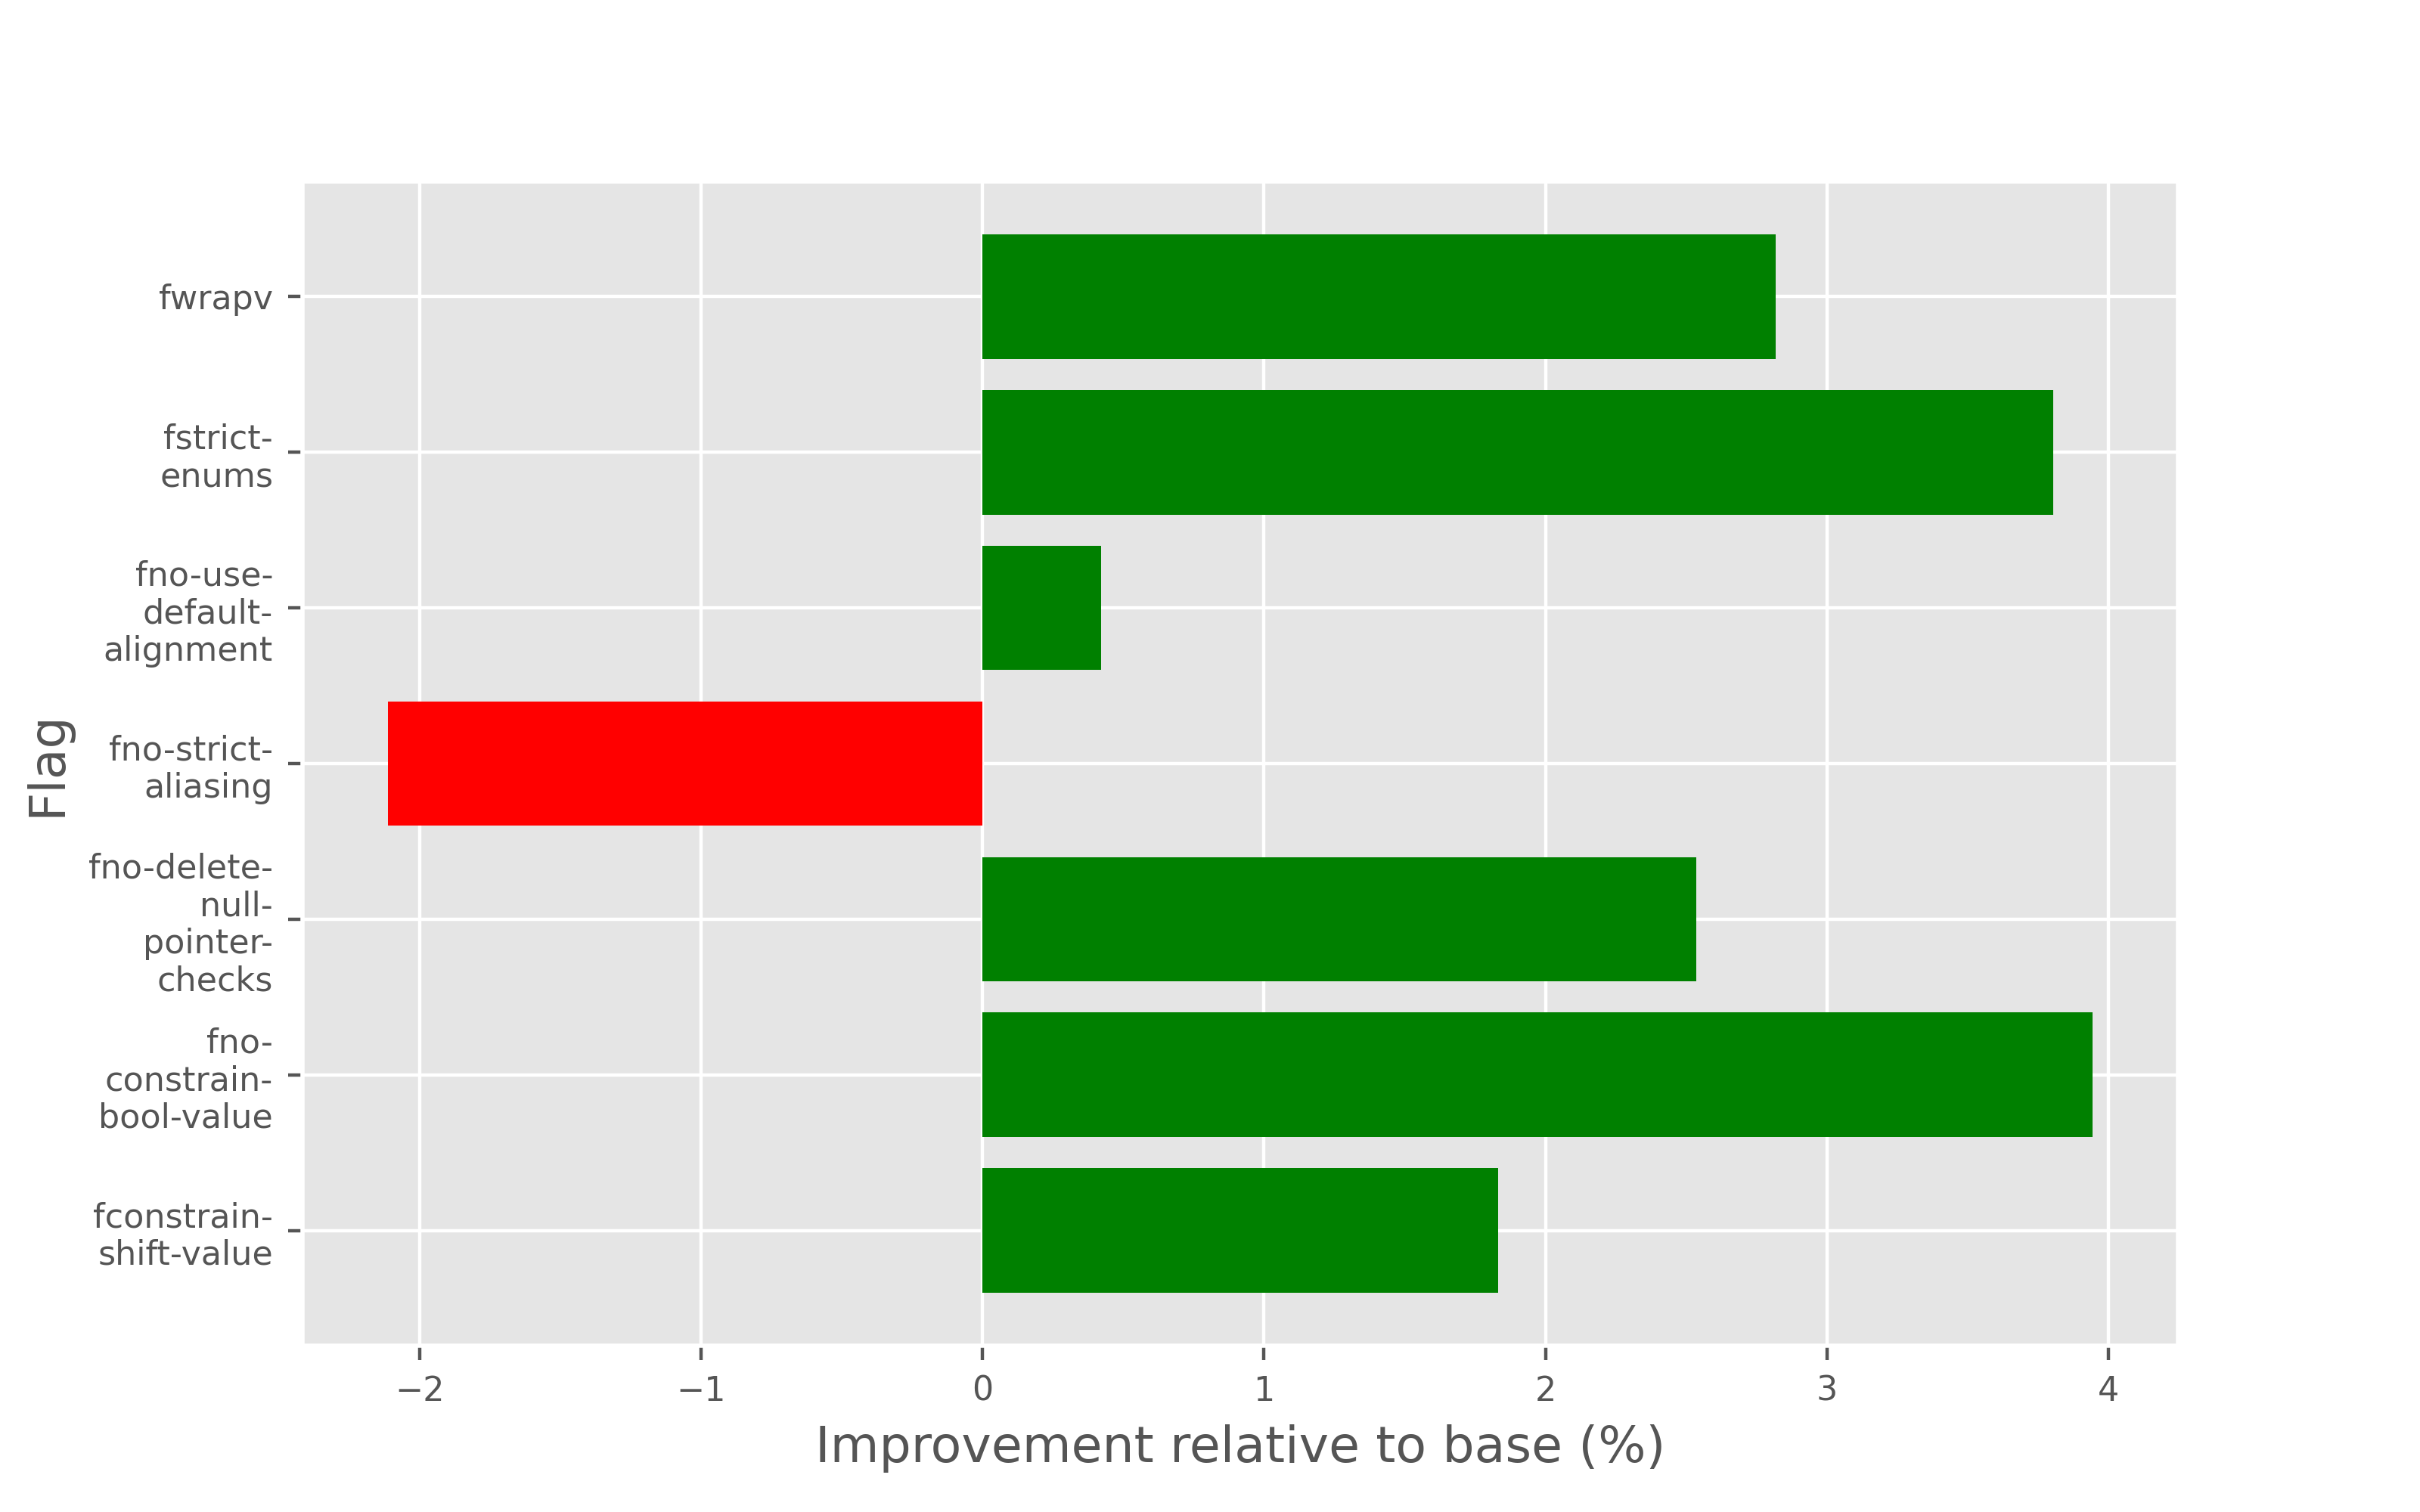 fwrapv
fstrict-
enums
fno-use-
default-
alignment
fno-strict-
aliasing
fno-delete-
null-
pointer-
checks
fno-
constrain-
bool-value
fconstrain-
shift-value
Flag
−2
−1
0
1
2
3
4
Improvement relative to base (%)